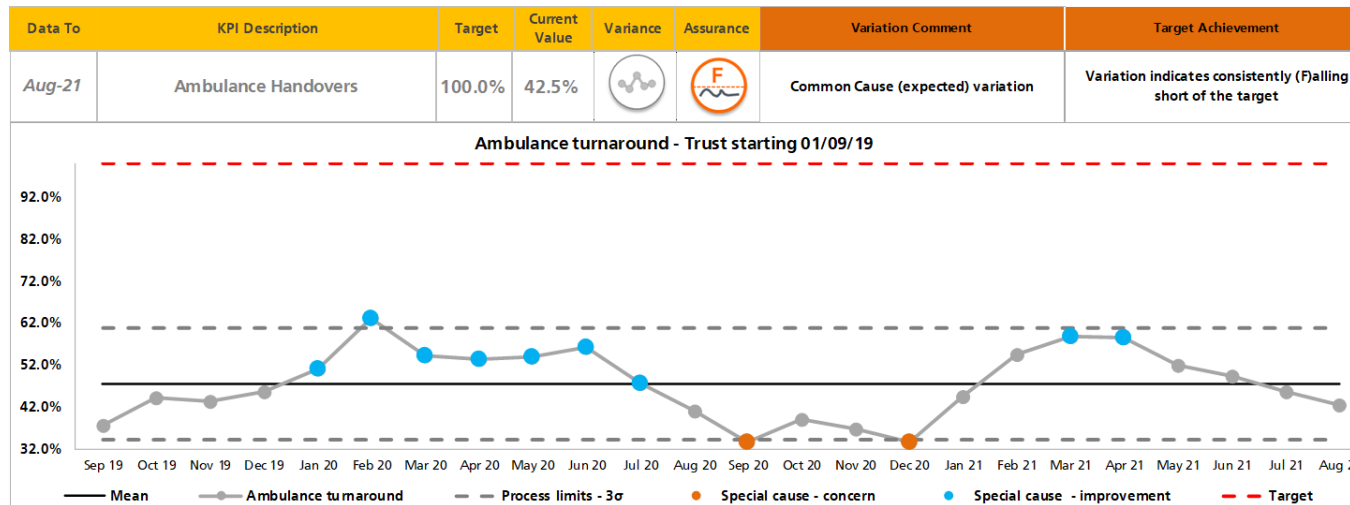 Data To KPI Description Target Current Value Variance Assurance Variation Comment Target Achievement
Aug-21 Ambulance Handovers 100.0% 42.5% F Common Cause (expected) variation Variation indicates consistently (F)alling
short of the target
Ambulance turnaround - Trust starting 01/09/19
92.0%
82.0%
72.0%
62.0%
52.0%
42.0%
32.0%
Sep 19 Oct 19 Nov 19 Dec 19 Jan 20 Feb 20 Mar 20 Apr 20 May 20 Jun 20 Jul 20 Aug 20 Sep 20 Oct 20 Nov 20 Dec 20 Jan 21 Feb 21 Mar 21 Apr 21 May 21 Jun 21 Jul 21 Aug 2
Mean Ambulance turnaround Process limits - 3σ Special cause - concern Special cause - improvement Target